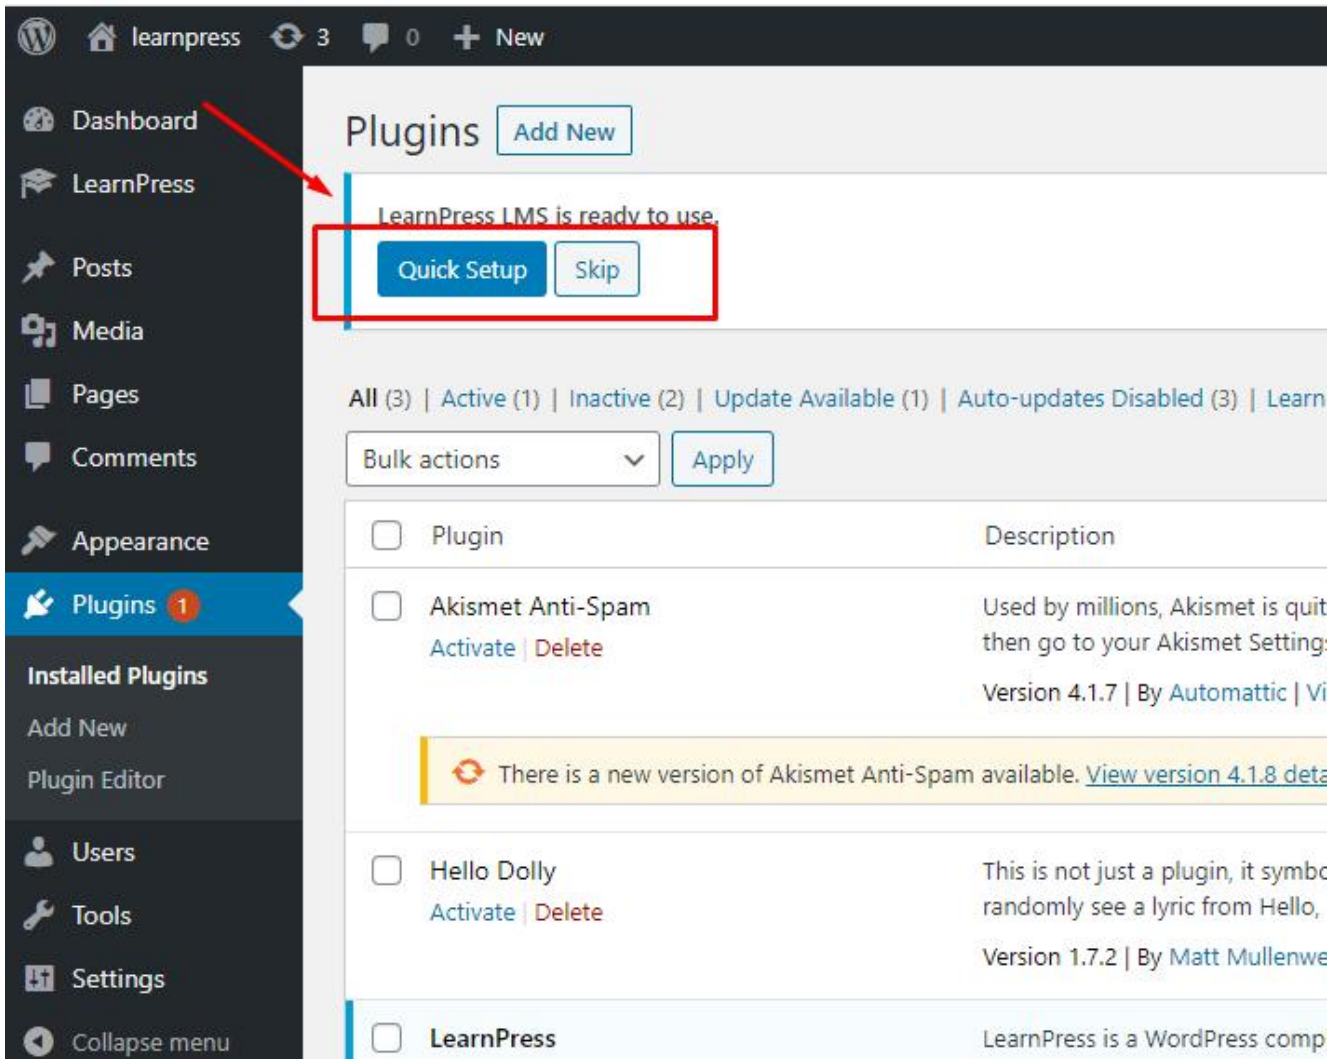 learnpress 3 0 New
Dashboard
LearnPress
Posts
Media
Pages
Comments
Appearance
Plugins 1
Installed Plugins
Add New
Plugin Editor
Users
Tools
Settings
Collapse menu
Plugins Add New
LearnPress LMS is ready to use.
Quick Setup Skip
All (3) | Active (1) | Inactive (2) | Update Available (1) | Auto-updates Disabled (3) | Learn
Bulk actions Apply
Plugin Description
Akismet Anti-Spam
Activate | Delete
Used by millions, Akismet is quit
then go to your Akismet Settings
Version 4.1.7 | By Automattic | Vi
There is a new version of Akismet Anti-Spam available. View version 4.1.8 deta
Hello Dolly
Activate | Delete
This is not just a plugin, it symbo
randomly see a lyric from Hello,
Version 1.7.2 | By Matt Mullenwe
LearnPress
LearnPress is a WordPress comp